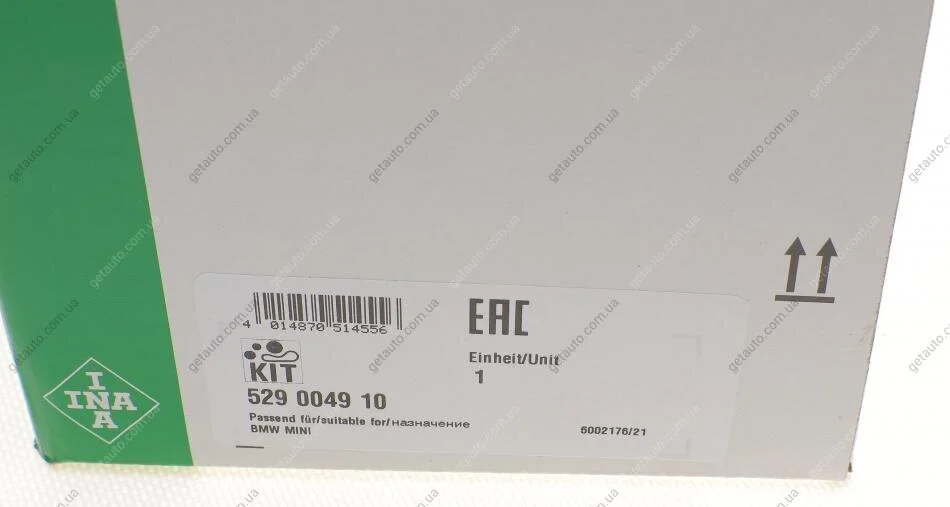 EAC
4 014870 514556
Einheit/Unit
1
KIT
529 0049 10
Passend für/suitable for/назначение
BMW MINI
6002176/21
INA
INA
getauto.com.ua